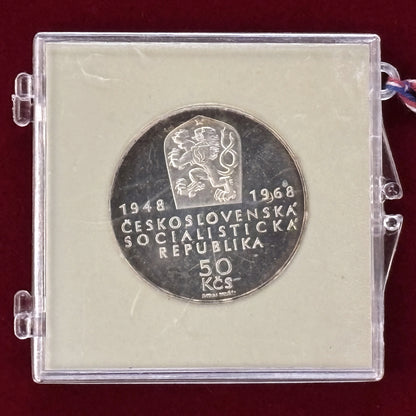 1948 1968
ČESKOSLOVENSKÁ
SOCIALISTICKÁ
REPUBLIKA
50
Kčs